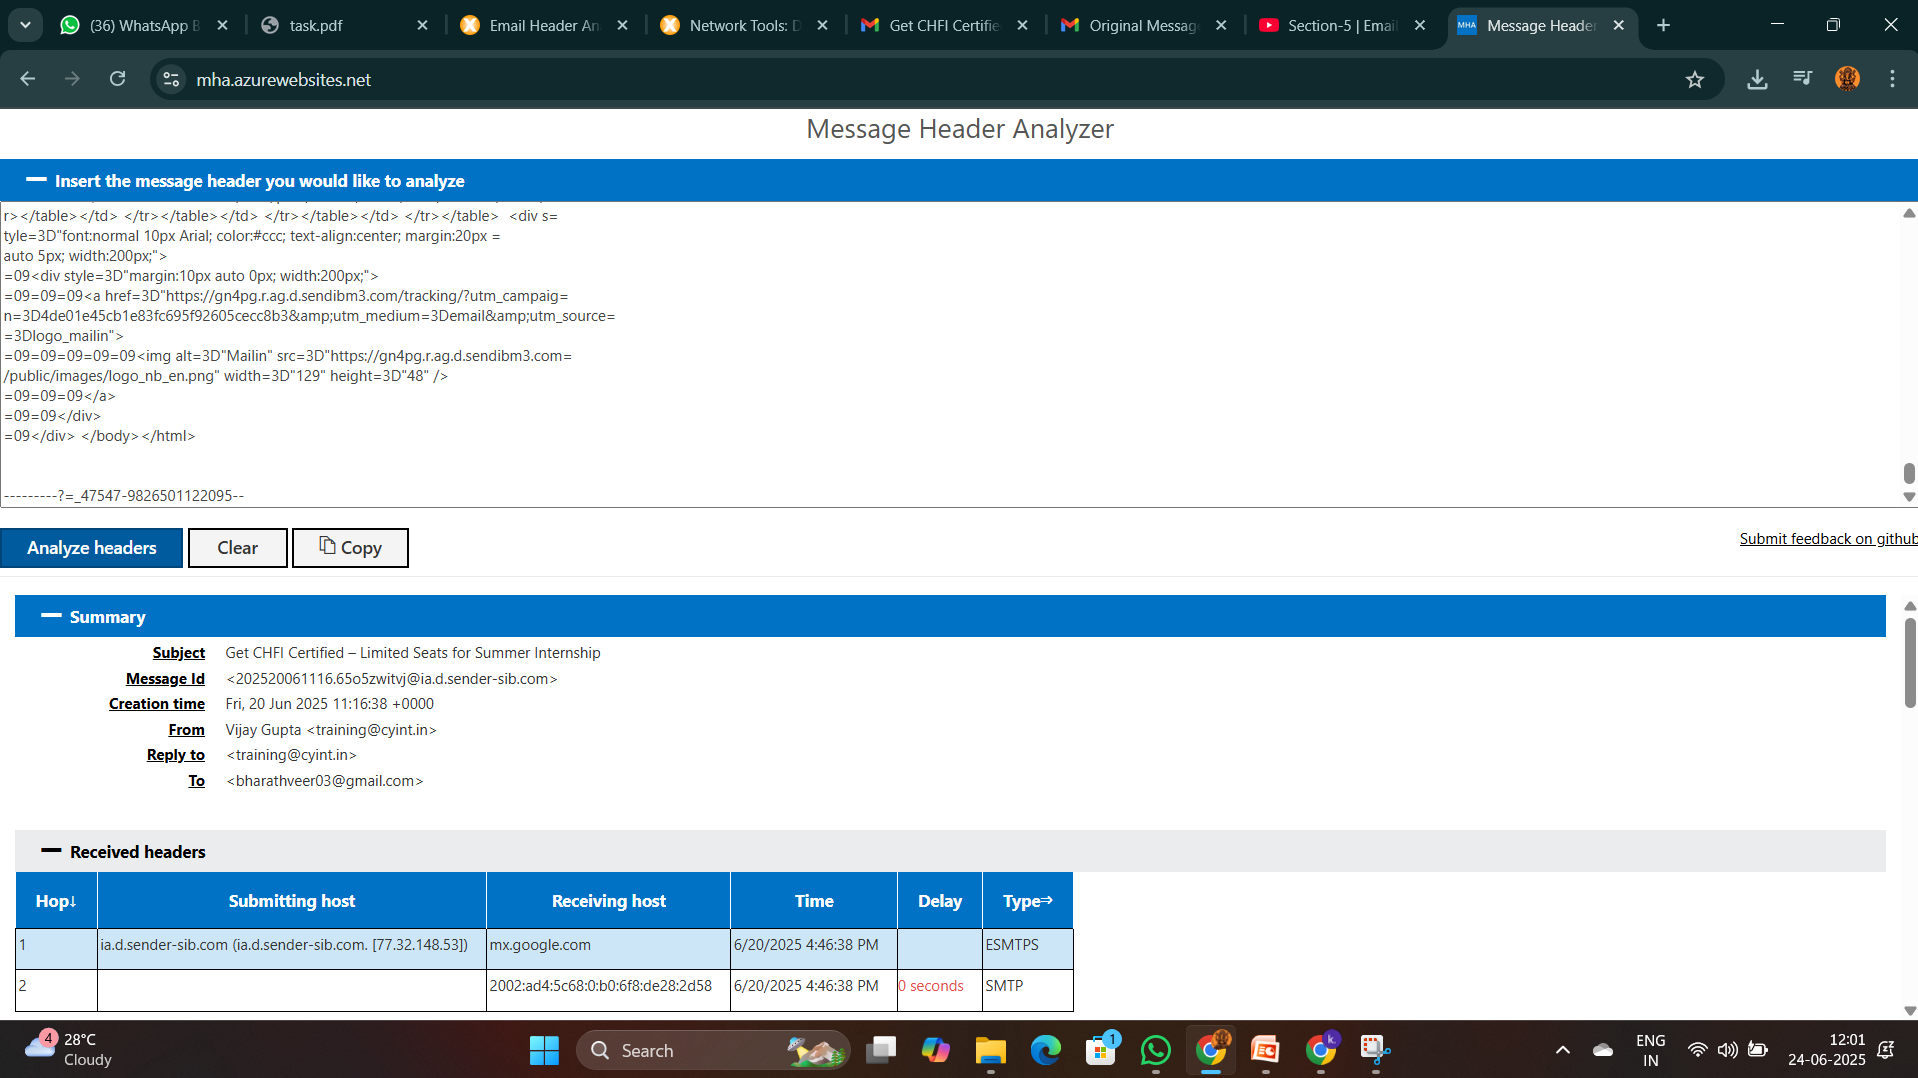 (36) WhatsApp B
task.pdf
Email Header An
Network Tools: D
Get CHFI Certifie
Original Messag
Section-5 | Email
MHA
Message Header
mha.azurewebsites.net
Message Header Analyzer
Insert the message header you would like to analyze
r></table></td> </tr></table></td> </tr></table></td> </tr></table>  <div s=
tyle=3D"font:normal 10px Arial; color:#ccc; text-align:center; margin:20px =
auto 5px; width:200px;">
=09<div style=3D"margin:10px auto 0px; width:200px;">
=09=09=09<a href=3D"https://gn4pg.r.ag.d.sendibm3.com/tracking/?utm_campaig=
n=3D4de01e45cb1e83fc695f92605cecc8b3&amp;utm_medium=3Demail&amp;utm_source=
=3Dlogo_mailin">
=09=09=09=09=09<img alt=3D"Mailin" src=3D"https://gn4pg.r.ag.d.sendibm3.com=
/public/images/logo_nb_en.png" width=3D"129" height=3D"48" />
=09=09=09</a>
=09=09</div>
=09</div> </body></html>
---------?=_47547-9826501122095--
Analyze headers
Clear
Copy
Submit feedback on github
Summary
Subject Get CHFI Certified – Limited Seats for Summer Internship
Message Id <202520061116.65o5zwitvj@ia.d.sender-sib.com>
Creation time Fri, 20 Jun 2025 11:16:38 +0000
From Vijay Gupta <training@cyint.in>
Reply to <training@cyint.in>
To <bharathveer03@gmail.com>
Received headers
Hop↓ Submitting host Receiving host Time Delay Type⇒
1 ia.d.sender-sib.com (ia.d.sender-sib.com. [77.32.148.53]) mx.google.com 6/20/2025 4:46:38 PM ESMTPS
2 2002:ad4:5c68:0:b0:6f8:de28:2d58 6/20/2025 4:46:38 PM 0 seconds SMTP
4
28°C
Cloudy
Search
1
k.
ENG
IN
12:01
24-06-2025